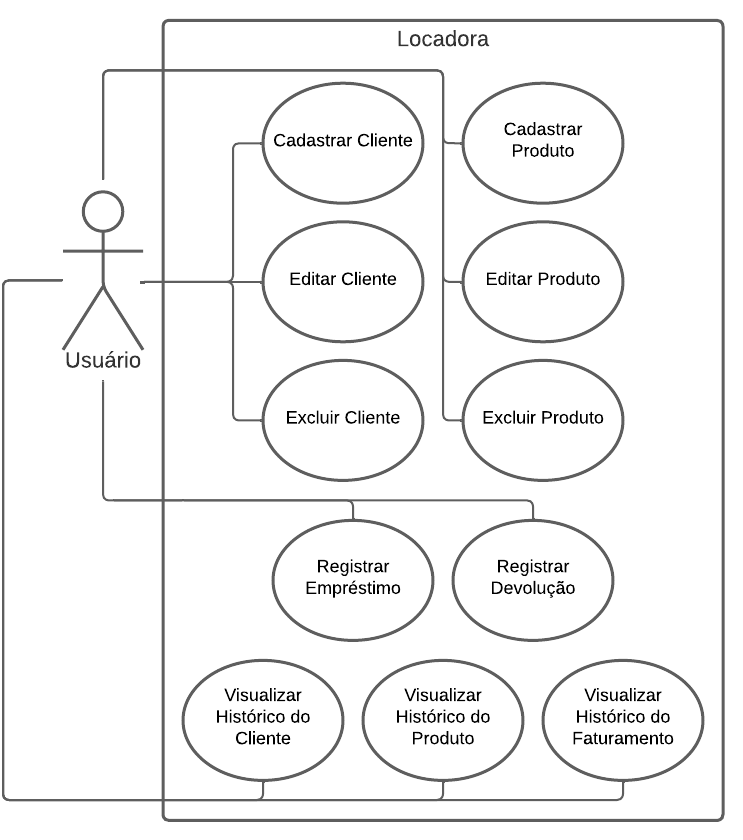 Locadora
Cadastrar Cliente
Cadastrar
Produto
Editar Cliente
Editar Produto
Usuário
Excluir Cliente
Excluir Produto
Registrar
Empréstimo
Registrar
Devolução
Visualizar
Histórico do
Cliente
Visualizar
Histórico do
Produto
Visualizar
Histórico do
Faturamento